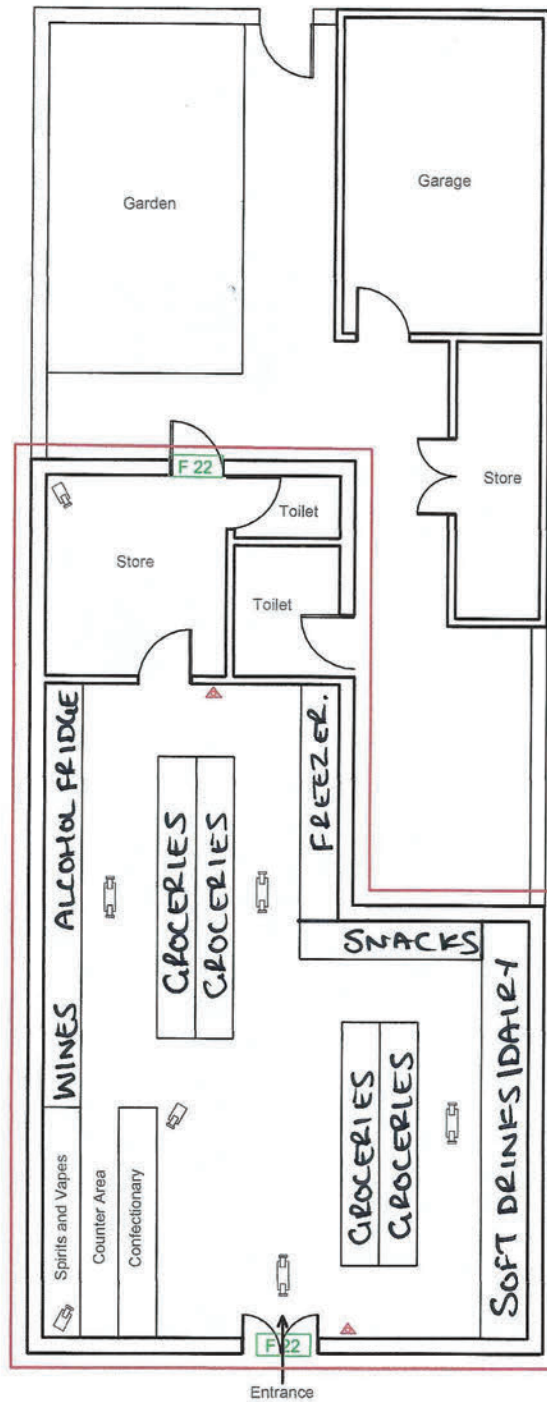 Garden
Garage
F 22
Store
Toilet
Store
Toilet
ALCOHOL FRIDGE
WINES
FREEZER.
GROCERIES
GROCERIES
SNACKS
GROCERIES
GROCERIES
SOFT DRINKS/DAIRY
Spirits and Vapes
Counter Area
Confectionary
F 22
Entrance